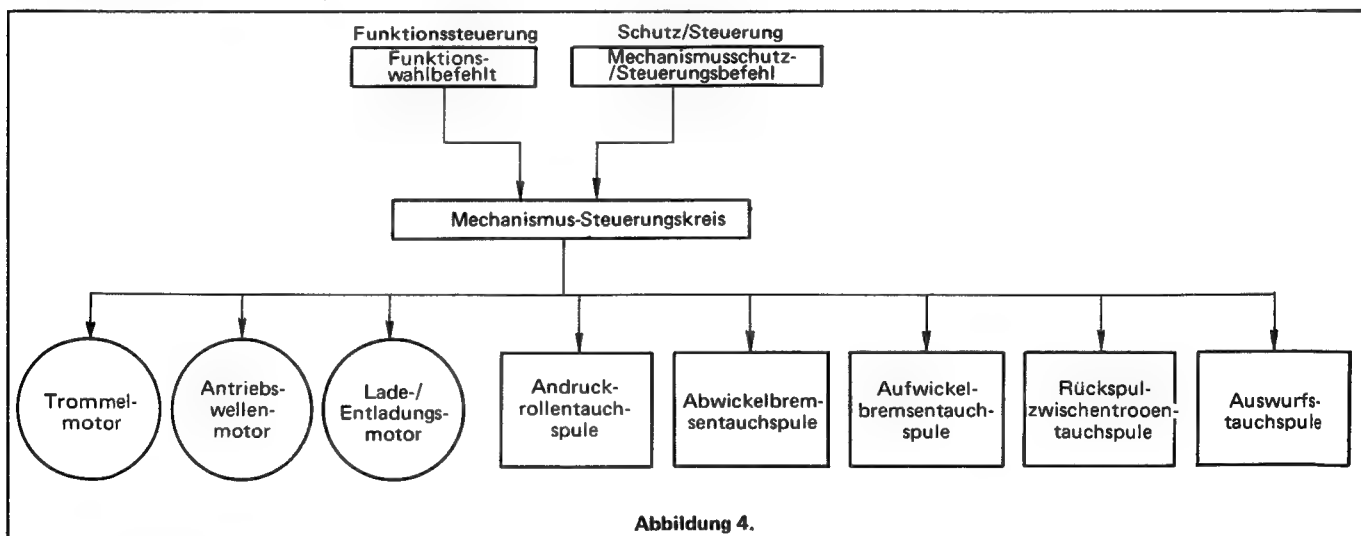 Funktionssteuerung
Funktions-
wahlbefehlt
Schutz/Steuerung
Mechanismusschutz-
/Steuerungsbefehl
Mechanismus-Steuerungskreis
Trommel-
motor
Antriebs-
wellen-
motor
Lade-/
Entladungs-
motor
Andruck-
rollentauch-
spule
Abwickelbrem-
sentauchspule
Aufwickel-
bremsentauch-
spule
Rückspul-
zwischentrooen-
tauchspule
Auswurfs-
tauchspule
Abbildung 4.